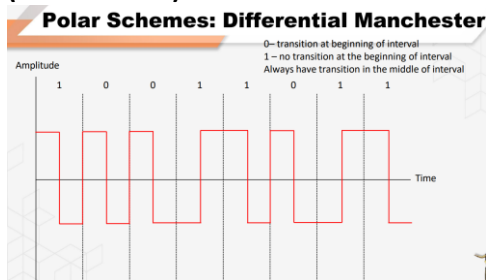 Polar Schemes: Differential Manchester
0– transition at beginning of interval
1 – no transition at the beginning of interval
Always have transition in the middle of interval
Amplitude
1 0 0 1 1 0 1 1
Time